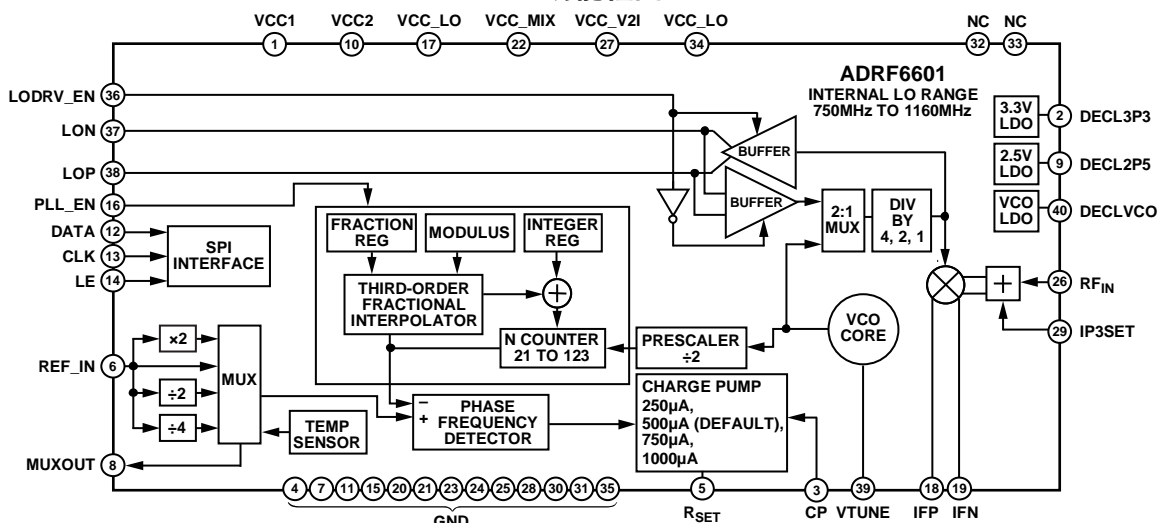 VCC1
VCC2
VCC_LO
VCC_MIX
VCC_V2I
VCC_LO
NC
NC
1
10
17
22
27
34
32
33
ADRF6601
INTERNAL LO RANGE
750MHz TO 1160MHz
LODRV_EN
36
LON
37
LOP
38
PLL_EN
16
DATA
12
CLK
13
LE
14
SPI
INTERFACE
BUFFER
BUFFER
3.3V
LDO
2
DECL3P3
2.5V
LDO
9
DECL2P5
VCO
LDO
40
DECLVCO
FRACTION
REG
MODULUS
INTEGER
REG
2:1
MUX
DIV
BY
4, 2, 1
THIRD-ORDER
FRACTIONAL
INTERPOLATOR
+
N COUNTER
21 TO 123
PRESCALER
÷2
VCO
CORE
+
26
RFIN
29
IP3SET
REF_IN
6
×2
÷2
÷4
MUX
TEMP
SENSOR
MUXOUT
8
–
+
PHASE
FREQUENCY
DETECTOR
CHARGE PUMP
250µA,
500µA (DEFAULT),
750µA,
1000µA
4
7
11
15
20
21
23
24
25
28
30
31
35
5
3
39
18
19
GND
RSET
CP
VTUNE
IFP
IFN